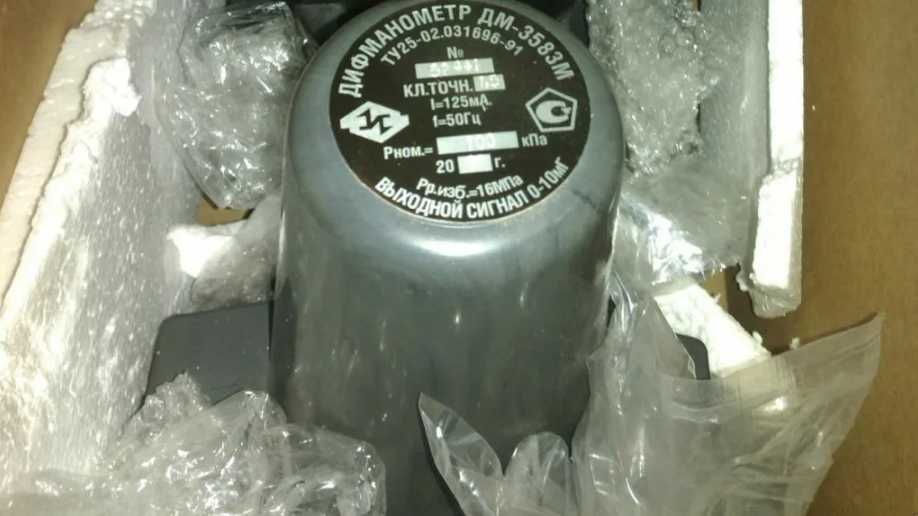 ДИФМАНОМЕТР ДМ-3583М
ТУ25-02.031696-91
№
КЛ.ТОЧН.
I=125мА.
f=50Гц
Рном.= кПа
20 г.
Рр.изб.=16МПа
ВЫХОДНОЙ СИГНАЛ 0-10мГ